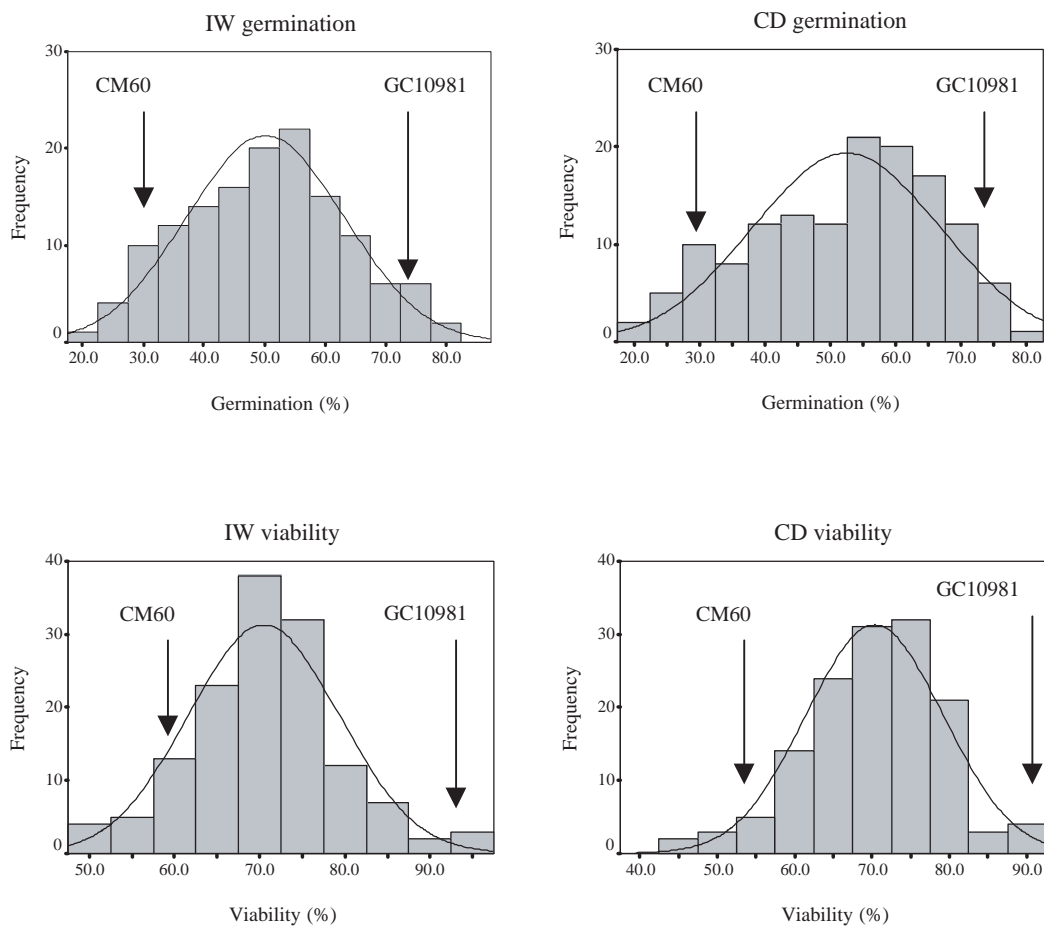 IW germination
30
20
10
0
Frequency
CM60
GC10981
20.0 30.0 40.0 50.0 60.0 70.0 80.0
Germination (%)
CD germination
30
20
10
0
Frequency
CM60
GC10981
20.0 30.0 40.0 50.0 60.0 70.0 80.0
Germination (%)
IW viability
40
30
20
10
0
Frequency
CM60
GC10981
50.0 60.0 70.0 80.0 90.0
Viability (%)
CD viability
40
30
20
10
0
Frequency
CM60
GC10981
40.0 50.0 60.0 70.0 80.0 90.0
Viability (%)